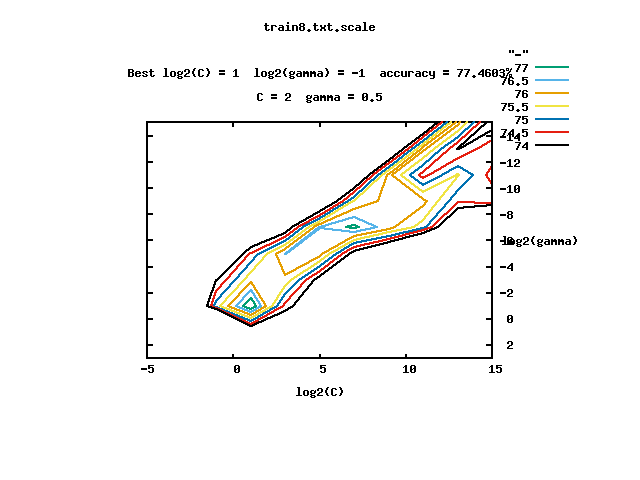 train8.txt.scale
"-"
Best log2(C) = 1  log2(gamma) = -1  accuracy = 77.4603%
C = 2  gamma = 0.5
77
76.5
76
75.5
75
74.5
74
-14
-12
-10
-8
-6
log2(gamma)
-4
-2
0
2
-5 0 5 10 15
log2(C)